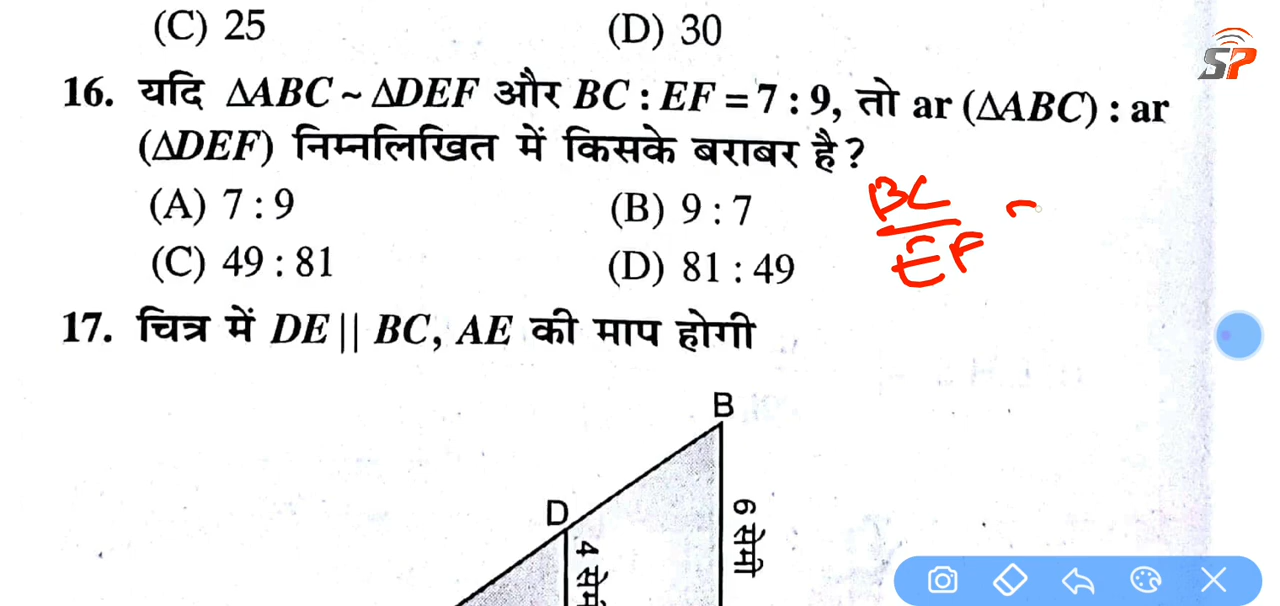 (C) 25 (D) 30
SP
16. यदि ΔABC ~ ΔDEF और BC : EF = 7 : 9, तो ar (ΔABC) : ar
(ΔDEF) निम्नलिखित में किसके बराबर है ?
(A) 7 : 9 (B) 9 : 7
BC
EF
(C) 49 : 81 (D) 81 : 49
17. चित्र में DE || BC, AE की माप होगी
B
D
6 सेमी
4